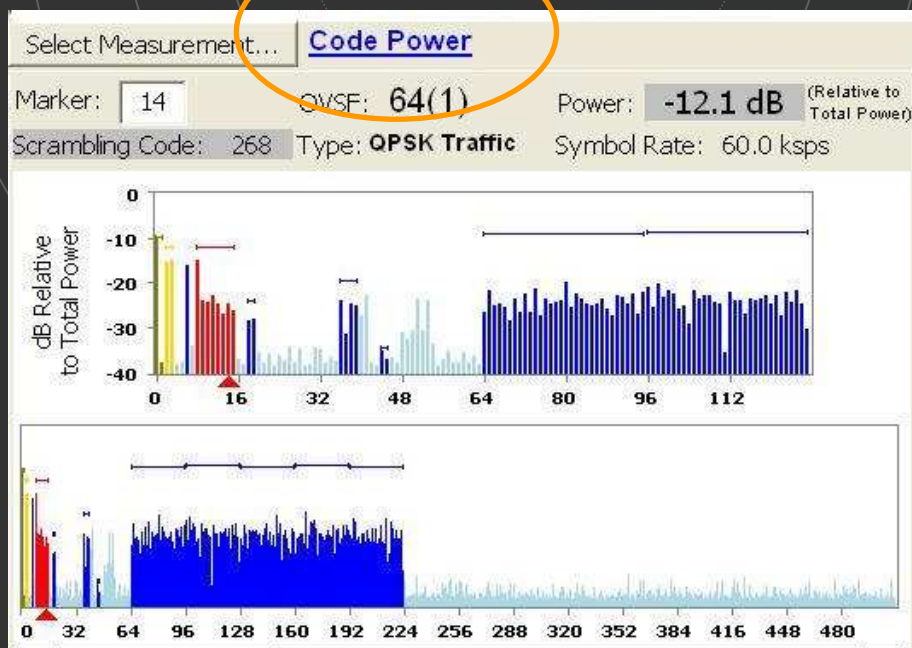 Select Measurement... Code Power
Marker: 14 OVSF: 64(1) Power: -12.1 dB (Relative to Total Power)
Scrambling Code: 268 Type: QPSK Traffic Symbol Rate: 60.0 ksps
dB Relative
to Total Power
0
-10
-20
-30
-40
0 16 32 48 64 80 96 112
0 32 64 96 128 160 192 224 256 288 320 352 384 416 448 480